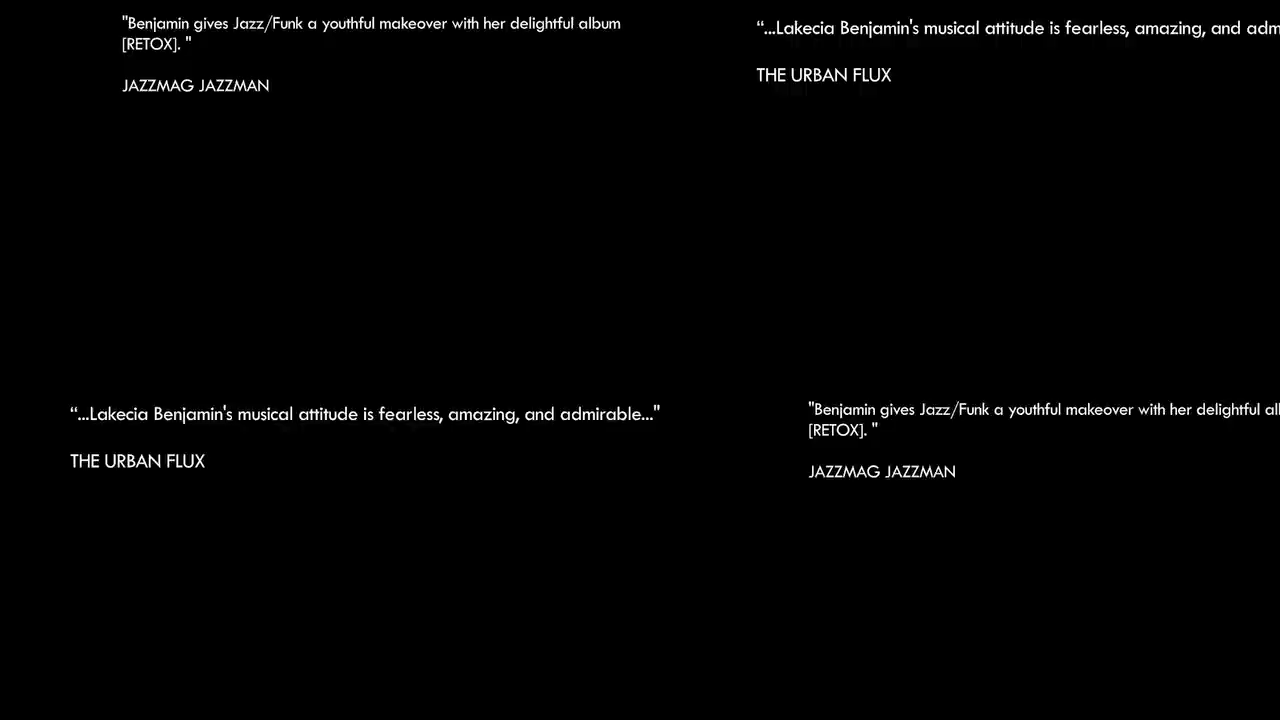 "Benjamin gives Jazz/Funk a youthful makeover with her delightful album
[RETOX]. "
JAZZMAG JAZZMAN
“...Lakecia Benjamin's musical attitude is fearless, amazing, and
THE URBAN FLUX
“...Lakecia Benjamin's musical attitude is fearless, amazing, and admirable..."
THE URBAN FLUX
"Benjamin gives Jazz/Funk a youthful makeover with her delightful
[RETOX]. "
JAZZMAG JAZZMAN